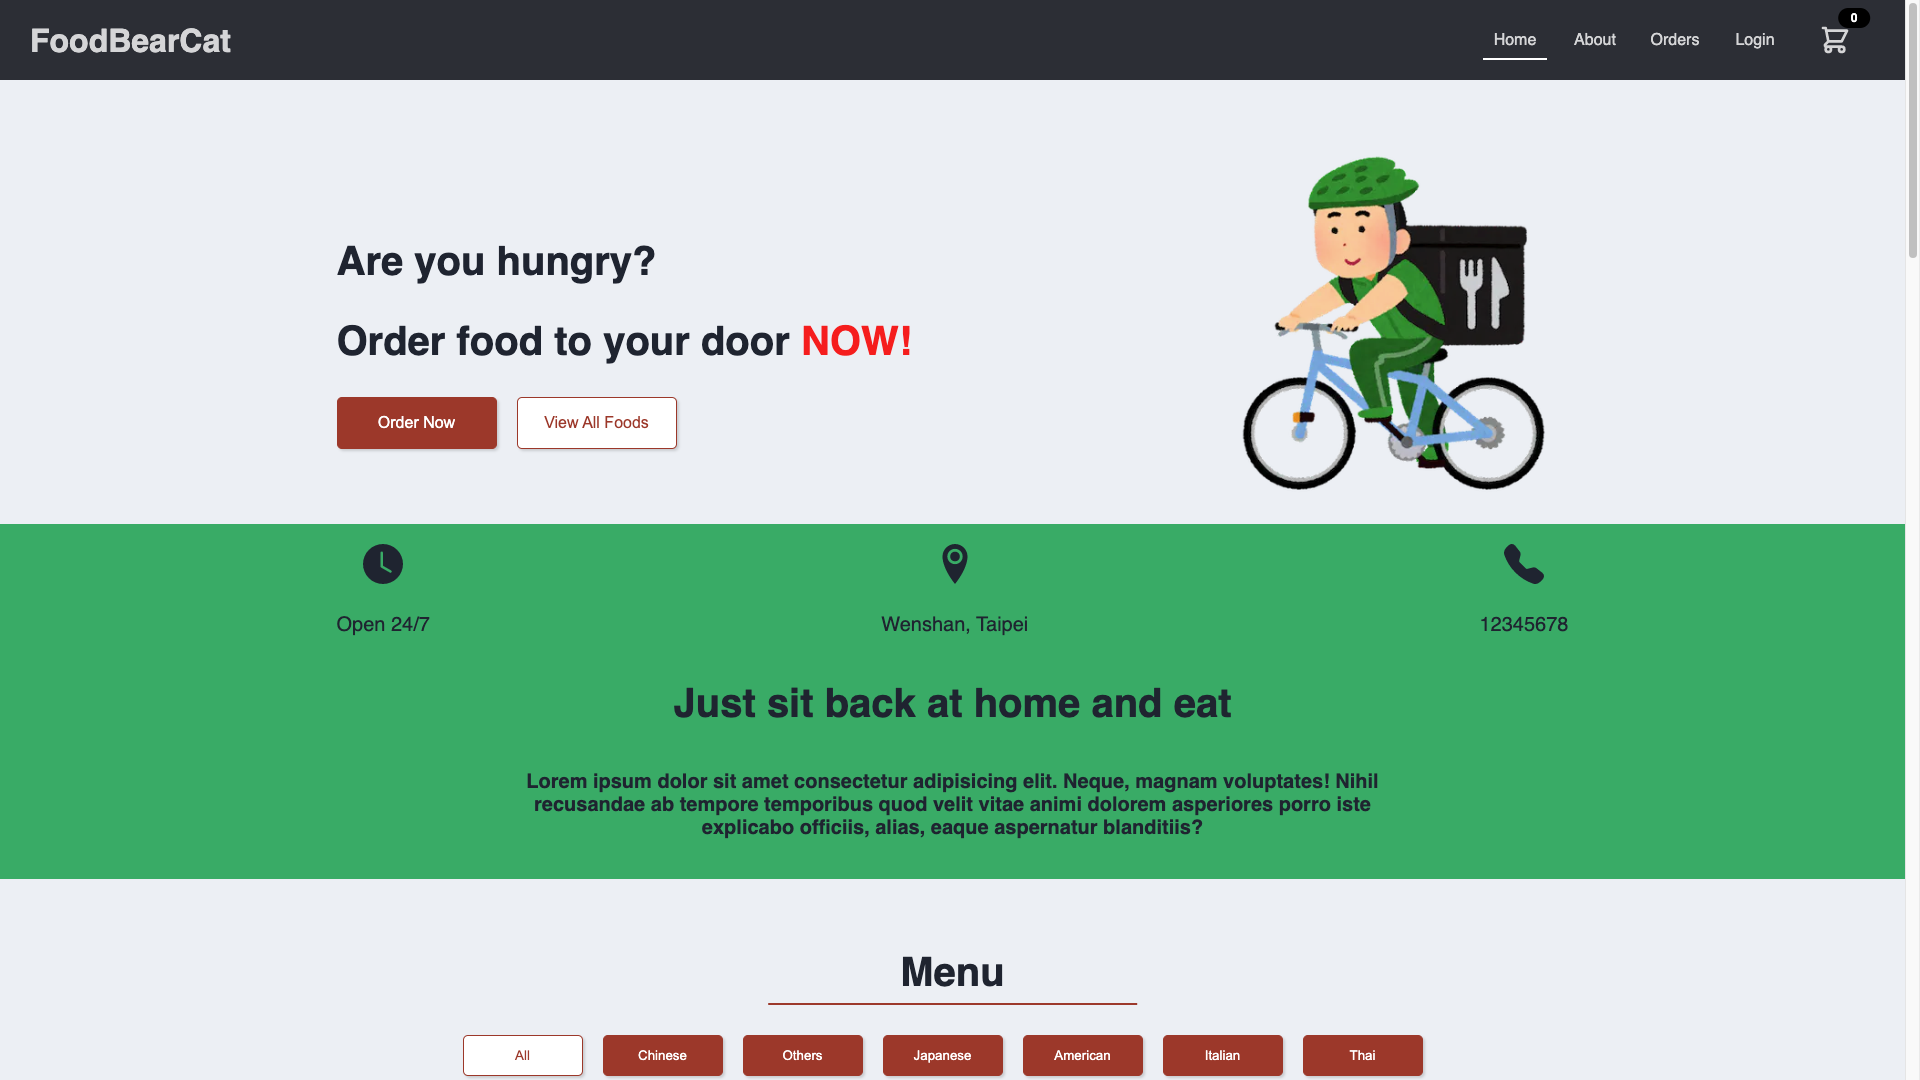 FoodBearCat
Home
About
Orders
Login
0
Are you hungry?
Order food to your door NOW!
Order Now
View All Foods
Open 24/7
Wenshan, Taipei
12345678
Just sit back at home and eat
Lorem ipsum dolor sit amet consectetur adipisicing elit. Neque, magnam voluptates! Nihil
recusandae ab tempore temporibus quod velit vitae animi dolorem asperiores porro iste
explicabo officiis, alias, eaque aspernatur blanditiis?
Menu
All
Chinese
Others
Japanese
American
Italian
Thai